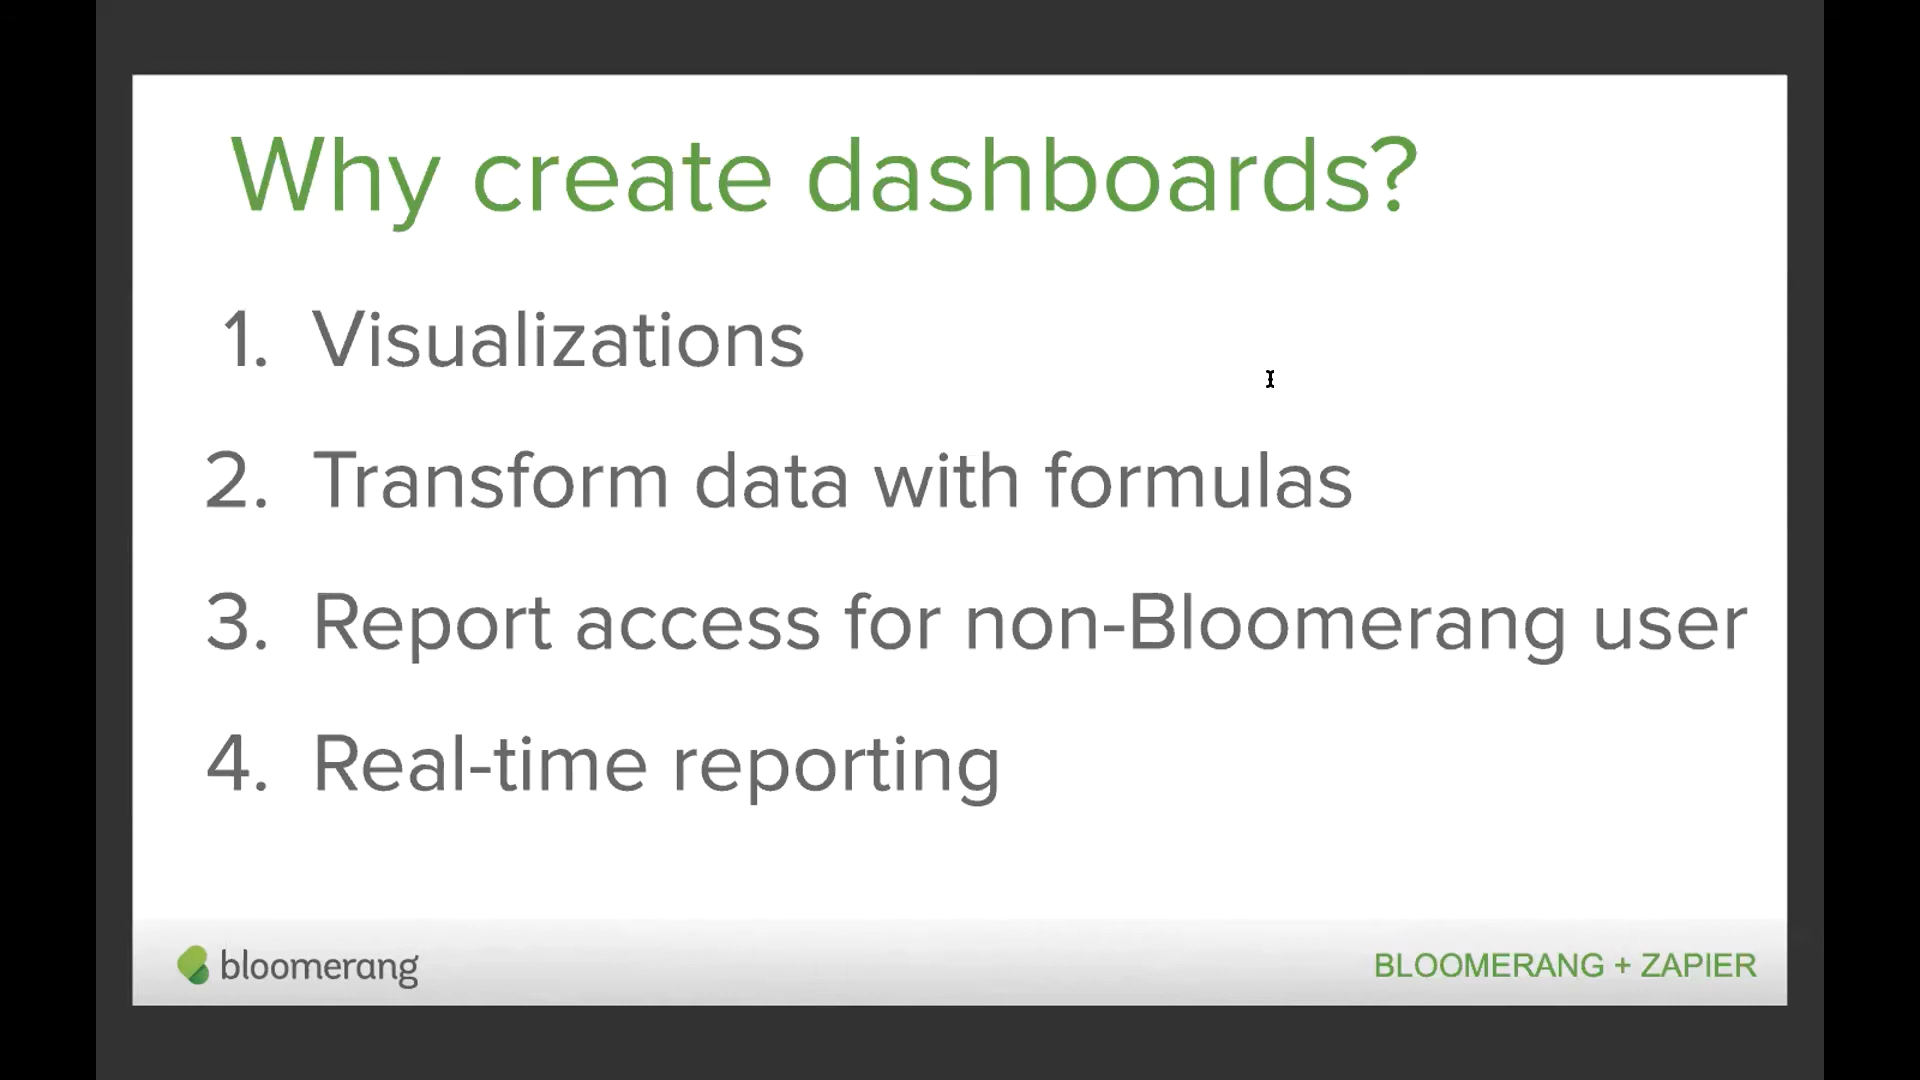 Why create dashboards?
1. Visualizations
2. Transform data with formulas
3. Report access for non-Bloomerang user
4. Real-time reporting
bloomerang
BLOOMERANG + ZAPIER